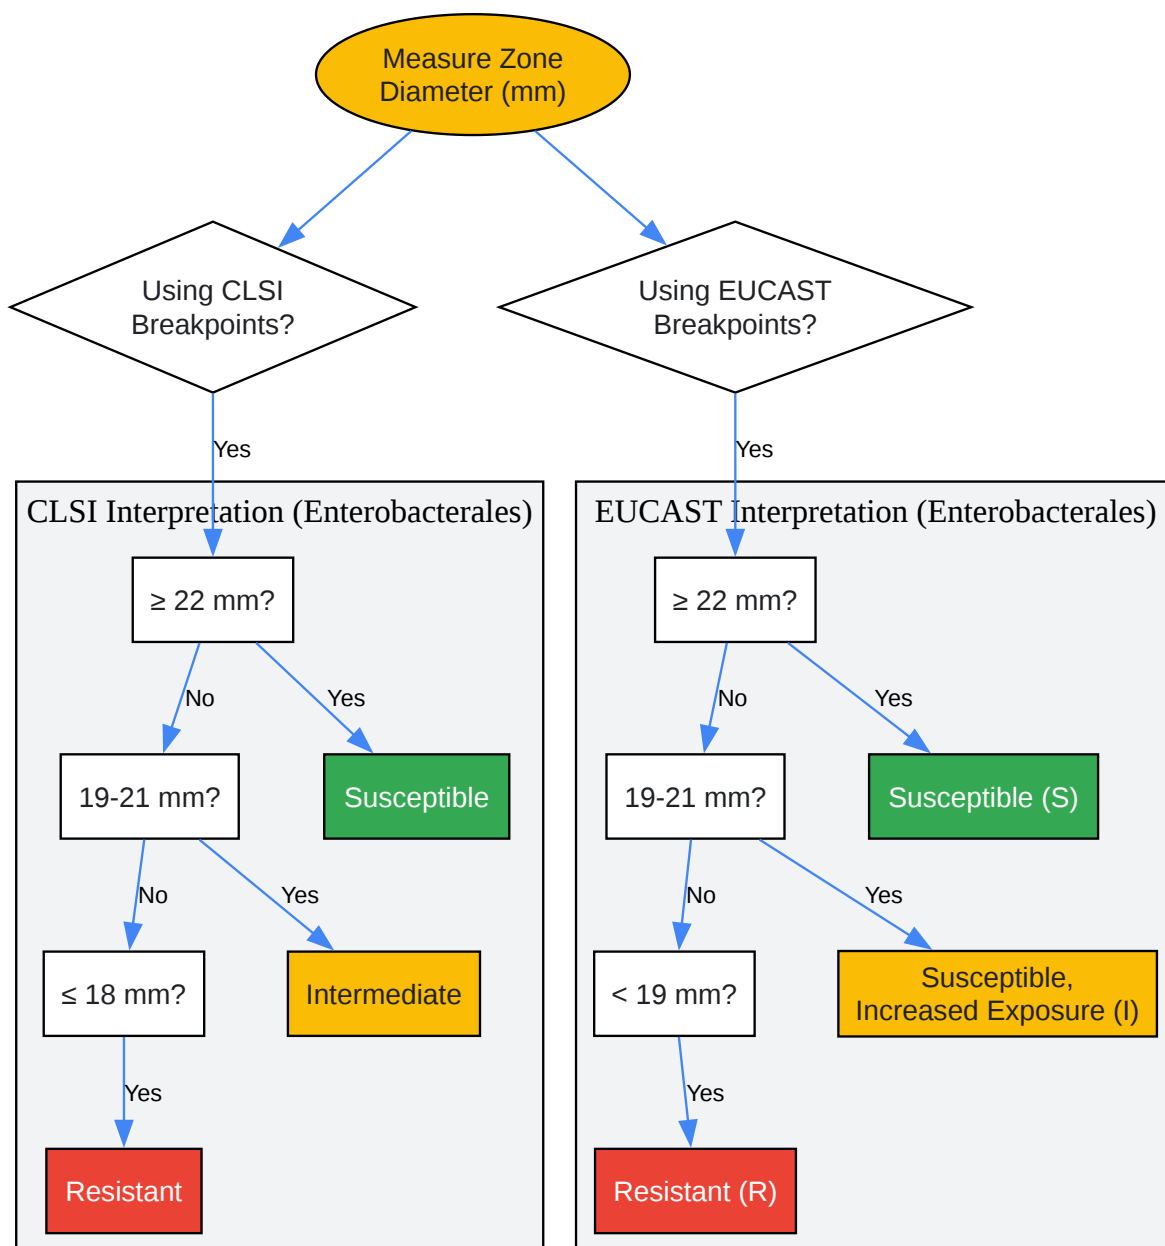 Measure Zone
Diameter (mm)
Using CLSI
Breakpoints?
Using EUCAST
Breakpoints?
Yes
Yes
CLSI Interpretation (Enterobacterales)
EUCAST Interpretation (Enterobacterales)
≥ 22 mm?
≥ 22 mm?
No
Yes
No
Yes
19-21 mm?
Susceptible
19-21 mm?
Susceptible (S)
No
Yes
No
Yes
≤ 18 mm?
Intermediate
< 19 mm?
Susceptible,
Increased Exposure (I)
Yes
Yes
Resistant
Resistant (R)